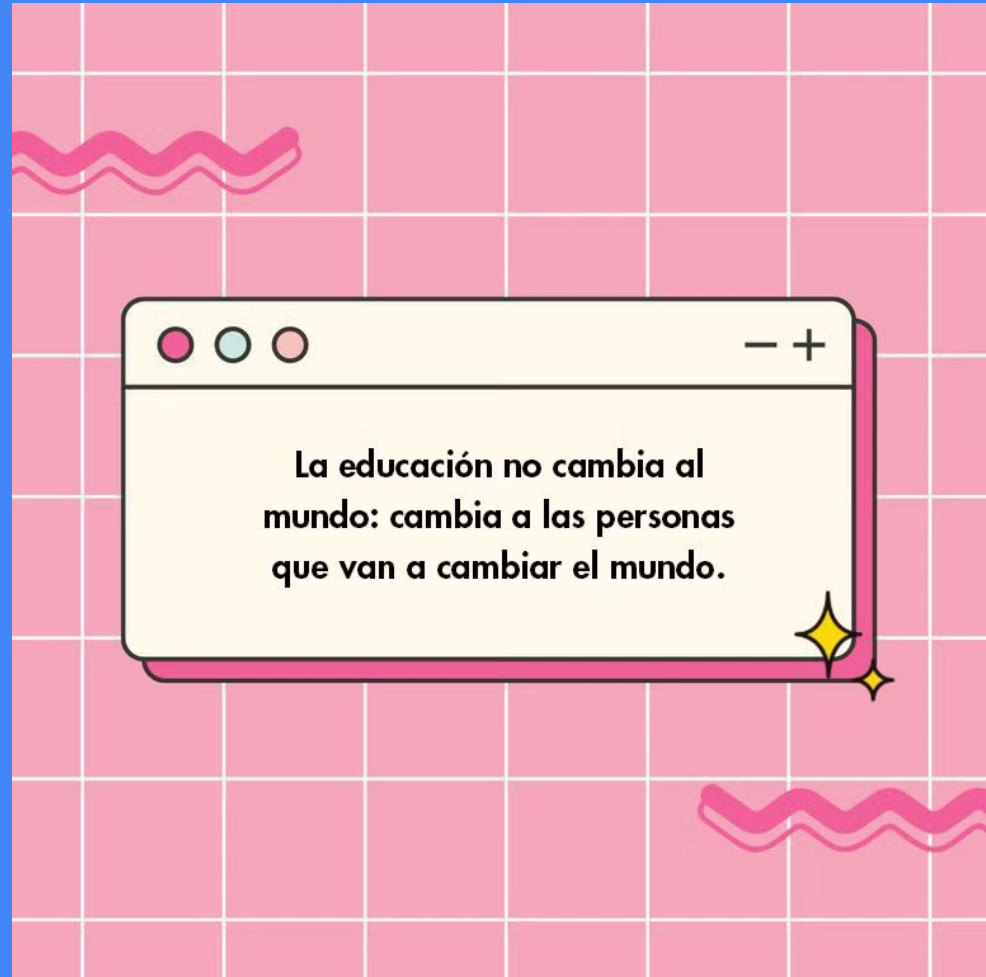 La educación no cambia al
mundo: cambia a las personas
que van a cambiar el mundo.